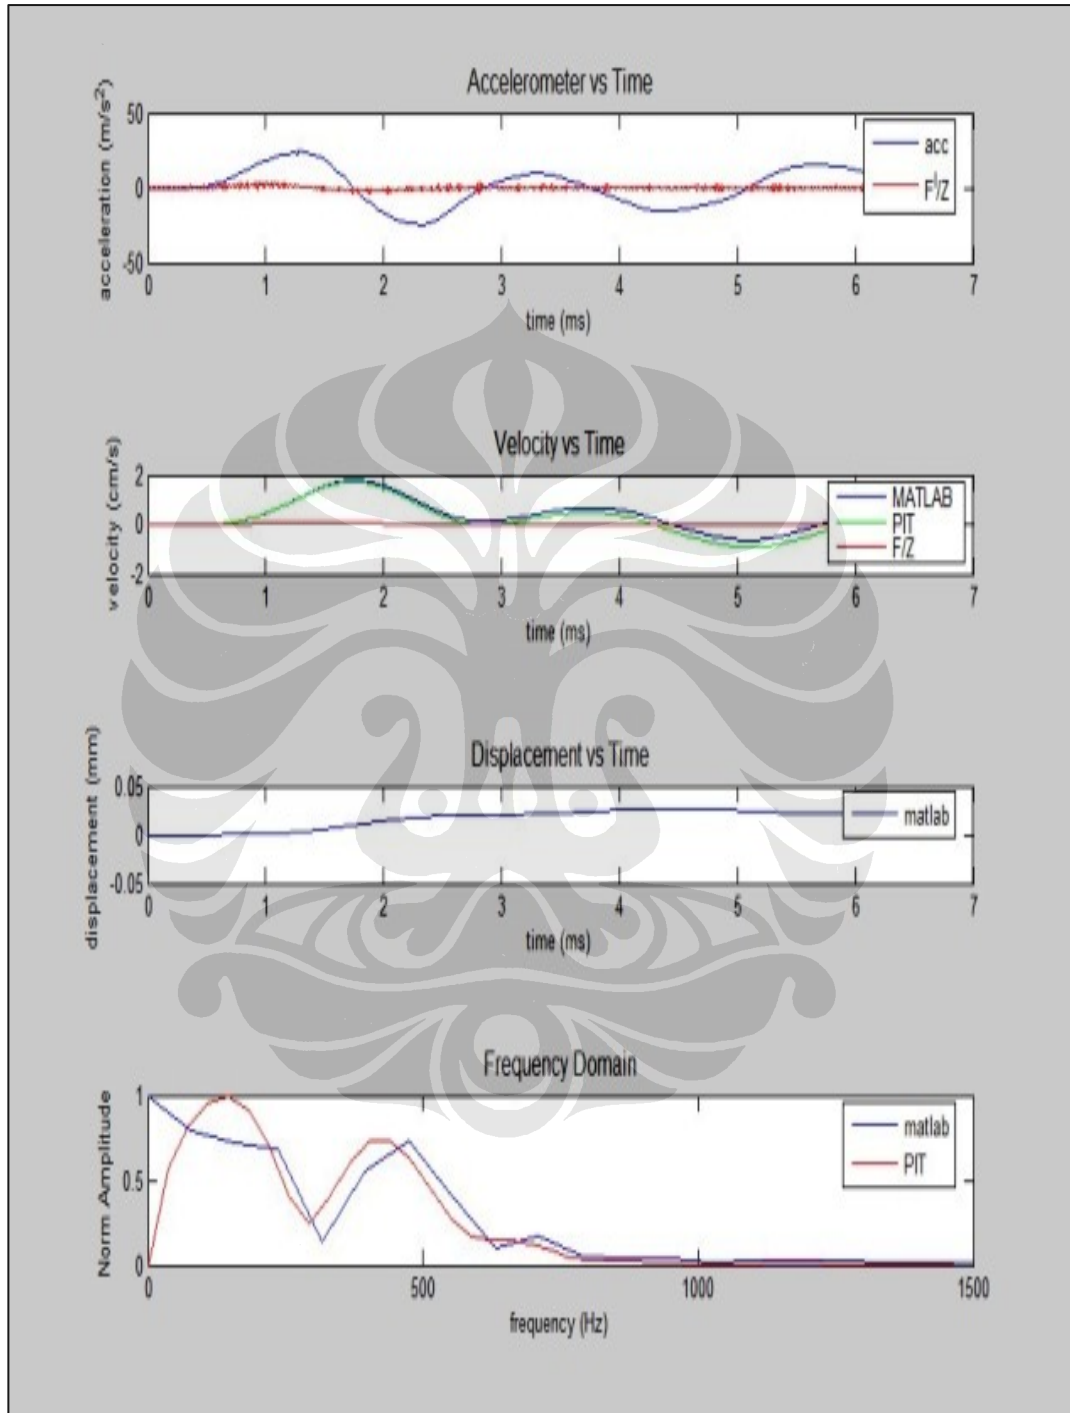 Accelerometer vs Time
acceleration (m/s²)
50
0
-50
acc
F/Z
0 1 2 3 4 5 6 7
time (ms)
Velocity vs Time
velocity (cm/s)
2
0
-2
MATLAB
PIT
F/Z
0 1 2 3 4 5 6 7
time (ms)
Displacement vs Time
displacement (mm)
0.05
0
-0.05
matlab
0 1 2 3 4 5 6 7
time (ms)
Frequency Domain
Norm Amplitude
1
0.5
0
matlab
PIT
0 500 1000 1500
frequency (Hz)